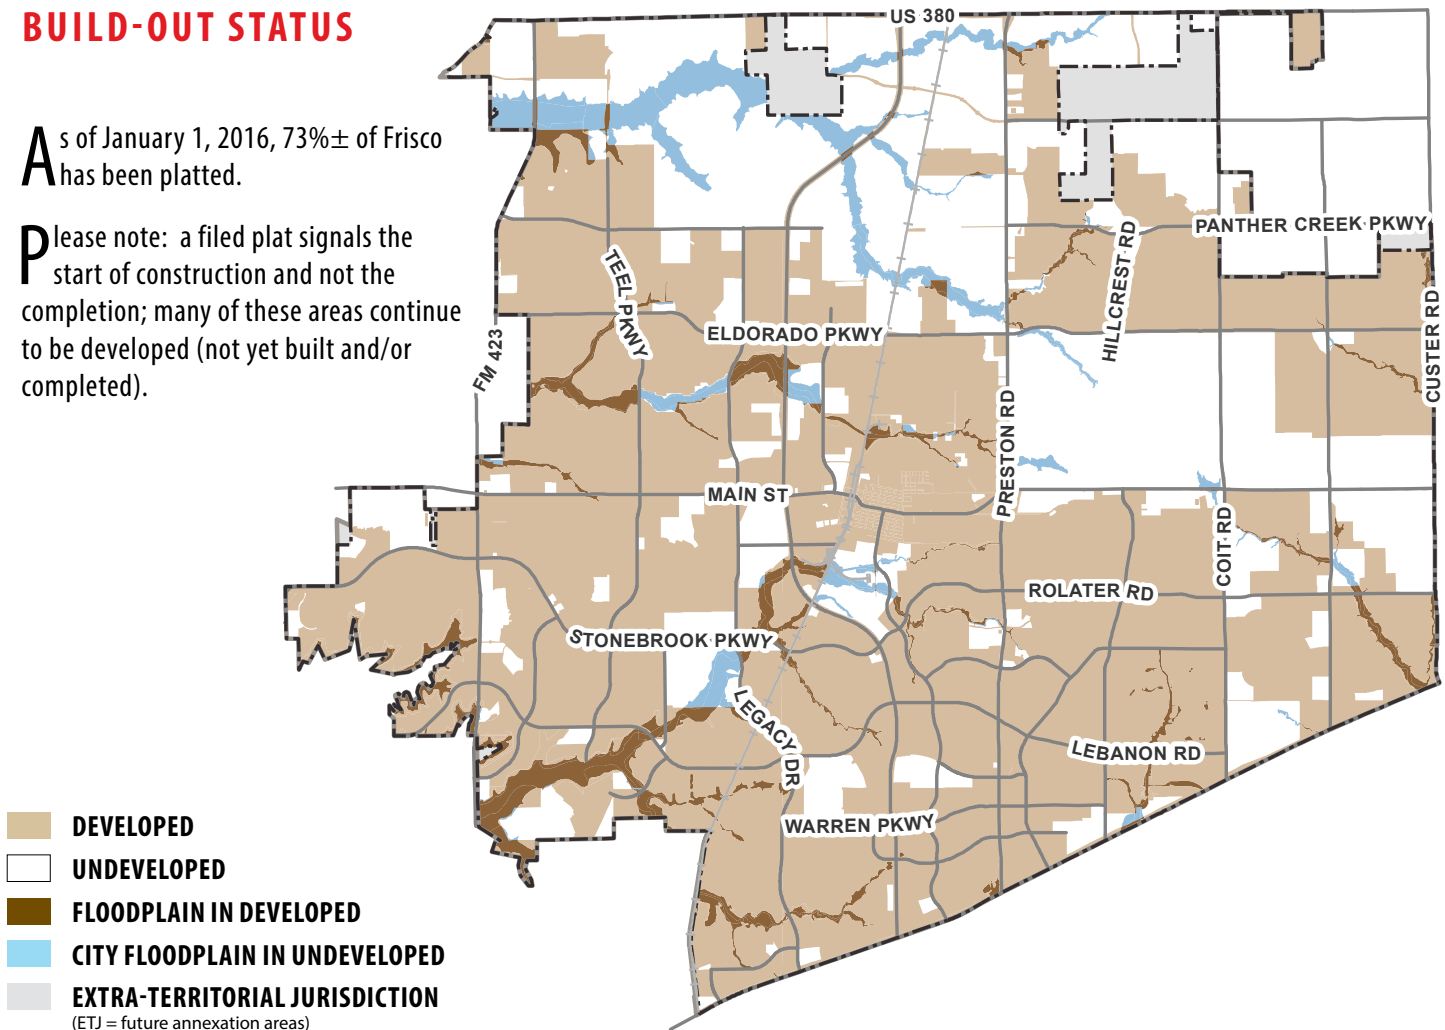 BUILD-OUT STATUS
As of January 1, 2016, 73%± of Frisco
has been platted.
Please note: a filed plat signals the
start of construction and not the
completion; many of these areas continue
to be developed (not yet built and/or
completed).
US 380
PANTHER CREEK PKWY
HILLCREST RD
TEEL PKWY
ELDORADO PKWY
FM 423
CUSTER RD
PRESTON RD
MAIN ST
COIT RD
ROLATER RD
STONEBROOK PKWY
LEGACY DR
LEBANON RD
WARREN PKWY
DEVELOPED
UNDEVELOPED
FLOODPLAIN IN DEVELOPED
CITY FLOODPLAIN IN UNDEVELOPED
EXTRA-TERRITORIAL JURISDICTION
(ETJ = future annexation areas)